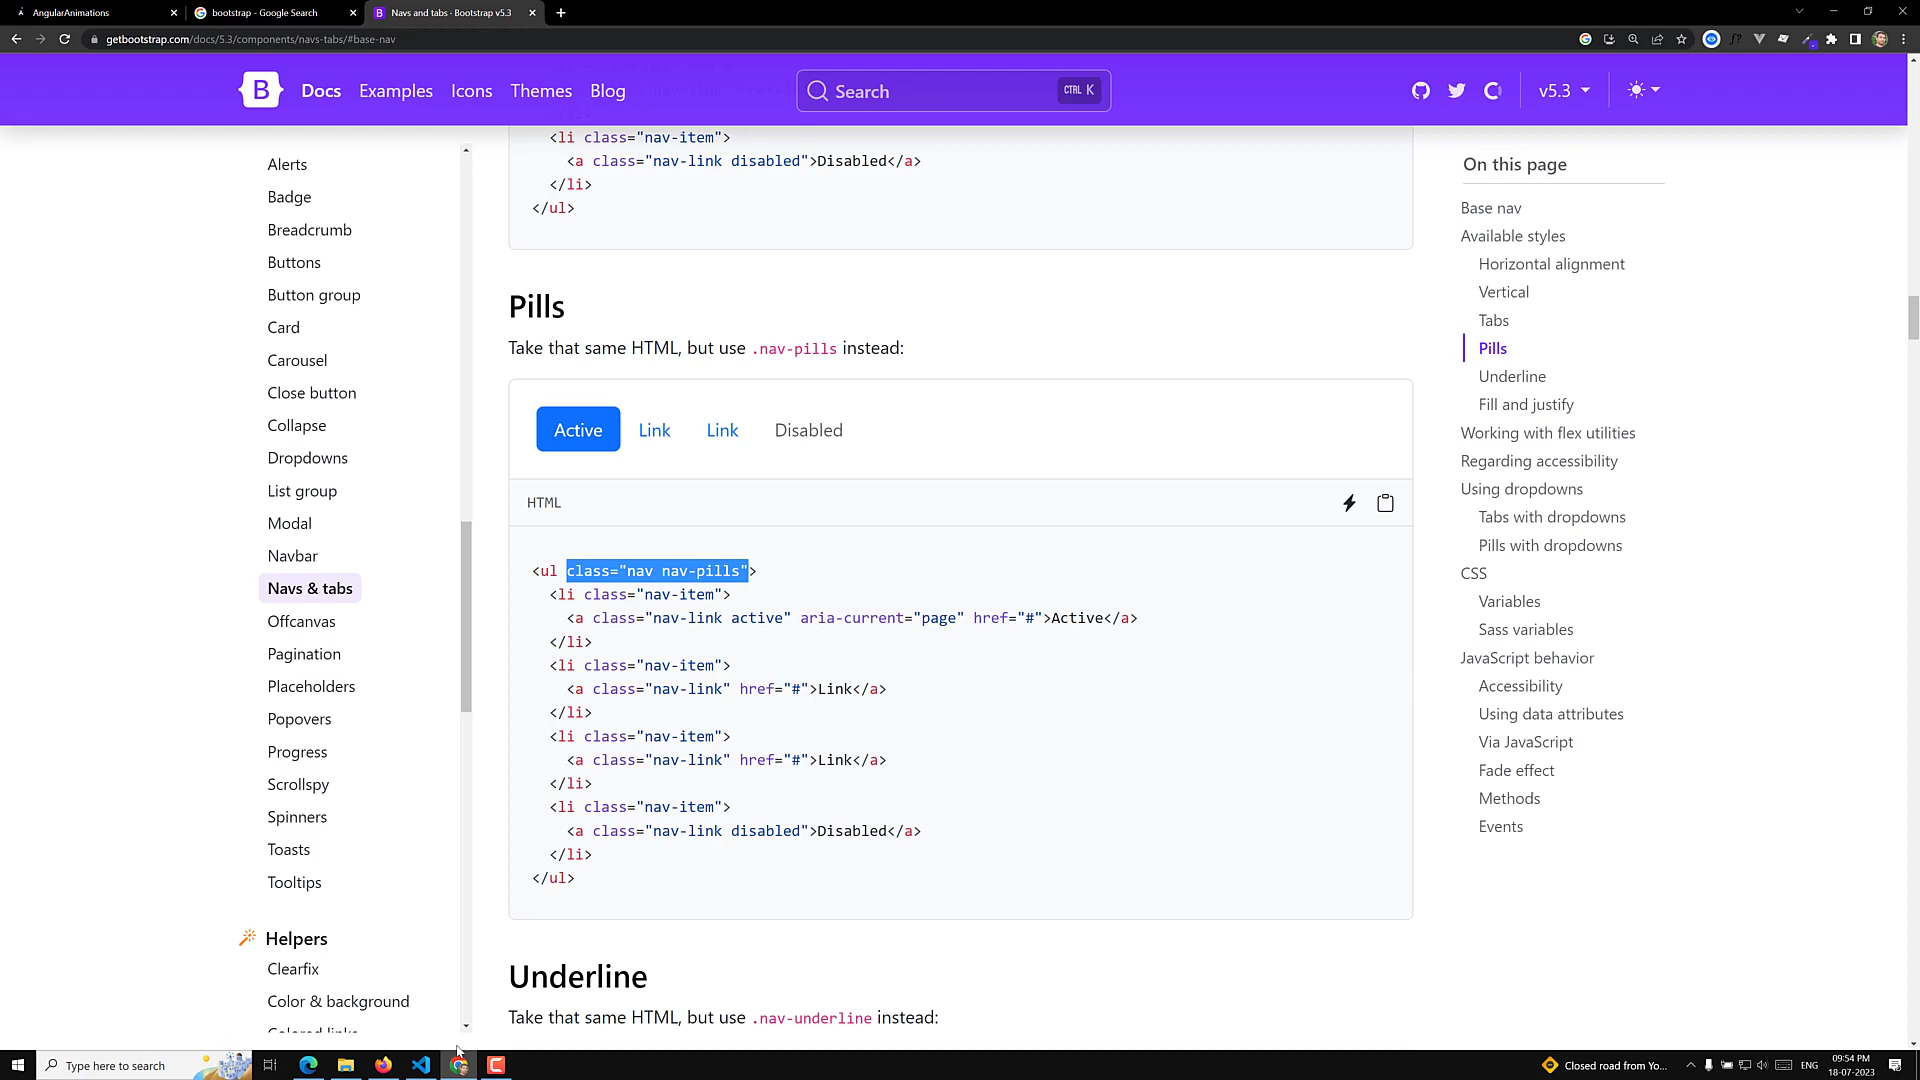 AngularAnimations
bootstrap - Google Search
Navs and tabs · Bootstrap v5.3
getbootstrap.com/docs/5.3/components/navs-tabs/#base-nav
B
Docs
Examples
Icons
Themes
Blog
Search
CTRL K
v5.3
Alerts
Badge
Breadcrumb
Buttons
Button group
Card
Carousel
Close button
Collapse
Dropdowns
List group
Modal
Navbar
Navs & tabs
Offcanvas
Pagination
Placeholders
Popovers
Progress
Scrollspy
Spinners
Toasts
Tooltips
Helpers
Clearfix
Color & background
Colored links
<li class="nav-item">
<a class="nav-link disabled">Disabled</a>
</li>
</ul>
Pills
Take that same HTML, but use .nav-pills instead:
Active Link Link Disabled
HTML
<ul class="nav nav-pills">
<li class="nav-item">
<a class="nav-link active" aria-current="page" href="#">Active</a>
</li>
<li class="nav-item">
<a class="nav-link" href="#">Link</a>
</li>
<li class="nav-item">
<a class="nav-link" href="#">Link</a>
</li>
<li class="nav-item">
<a class="nav-link disabled">Disabled</a>
</li>
</ul>
Underline
Take that same HTML, but use .nav-underline instead:
On this page
Base nav
Available styles
Horizontal alignment
Vertical
Tabs
Pills
Underline
Fill and justify
Working with flex utilities
Regarding accessibility
Using dropdowns
Tabs with dropdowns
Pills with dropdowns
CSS
Variables
Sass variables
JavaScript behavior
Accessibility
Using data attributes
Via JavaScript
Fade effect
Methods
Events
Type here to search
Closed road from Yo...
ENG
09:54 PM
18-07-2023